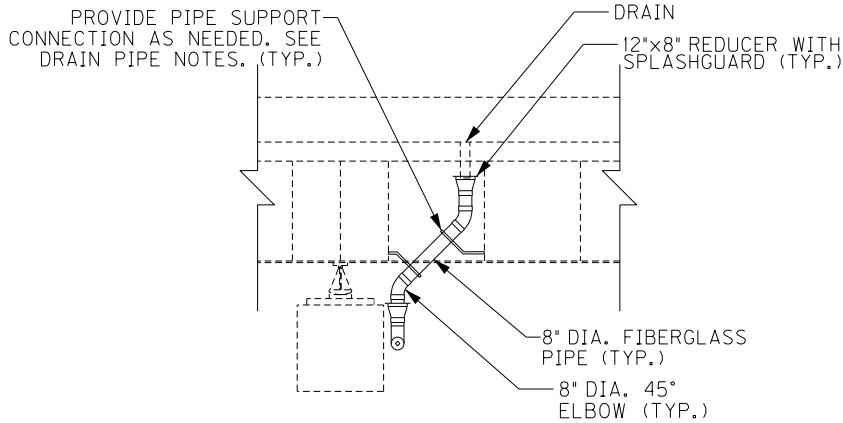 PROVIDE PIPE SUPPORT
CONNECTION AS NEEDED. SEE
DRAIN PIPE NOTES. (TYP.)
DRAIN
12"x8" REDUCER WITH
SPLASHGUARD (TYP.)
8" DIA. FIBERGLASS
PIPE (TYP.)
8" DIA. 45°
ELBOW (TYP.)